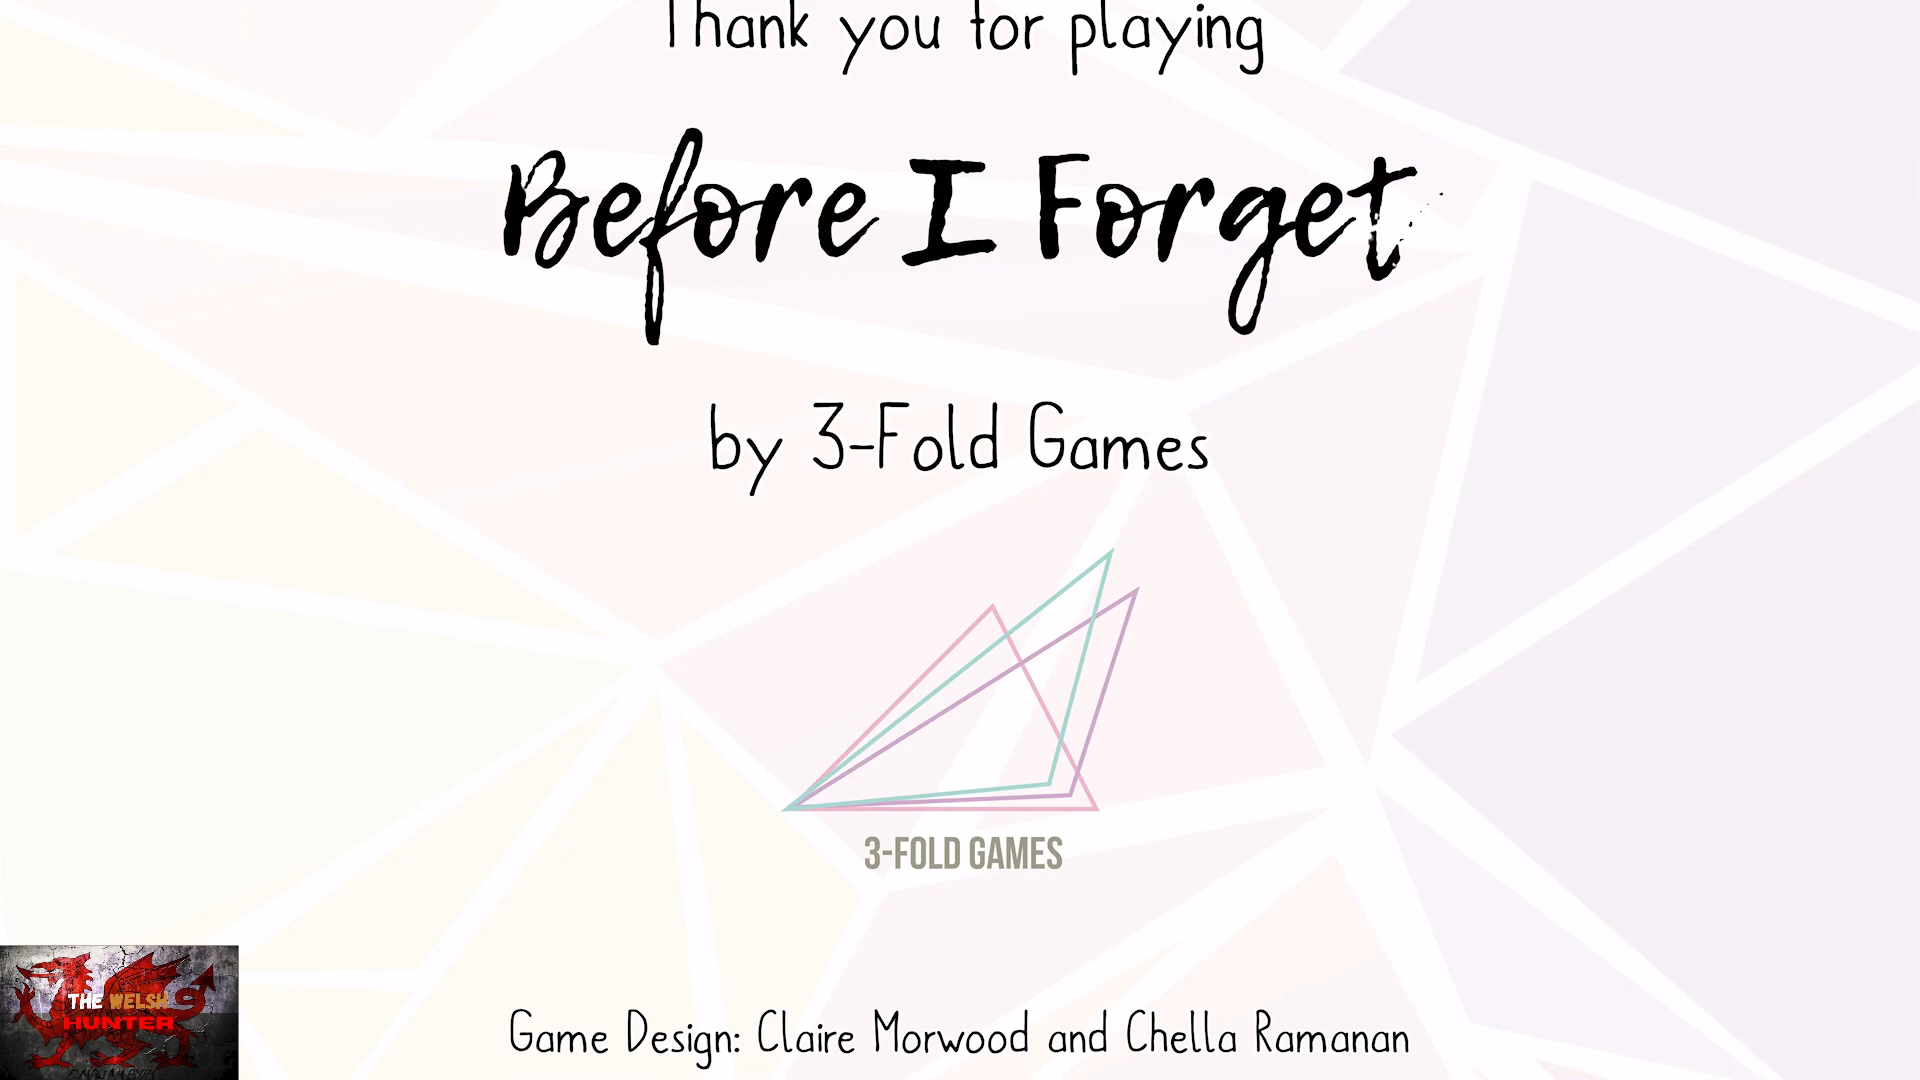 Thank you for playing
Before I Forget
by 3-Fold Games
3-FOLD GAMES
Game Design: Claire Morwood and Chella Ramanan
THE WELSH
HUNTER